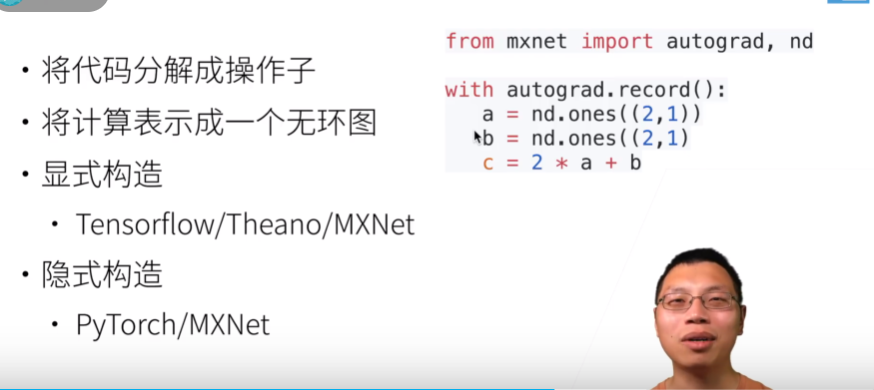 • 将代码分解成操作子
• 将计算表示成一个无环图
• 显式构造
• Tensorflow/Theano/MXNet
• 隐式构造
• PyTorch/MXNet
from mxnet import autograd, nd
with autograd.record():
a = nd.ones((2,1))
b = nd.ones((2,1)
c = 2 * a + b